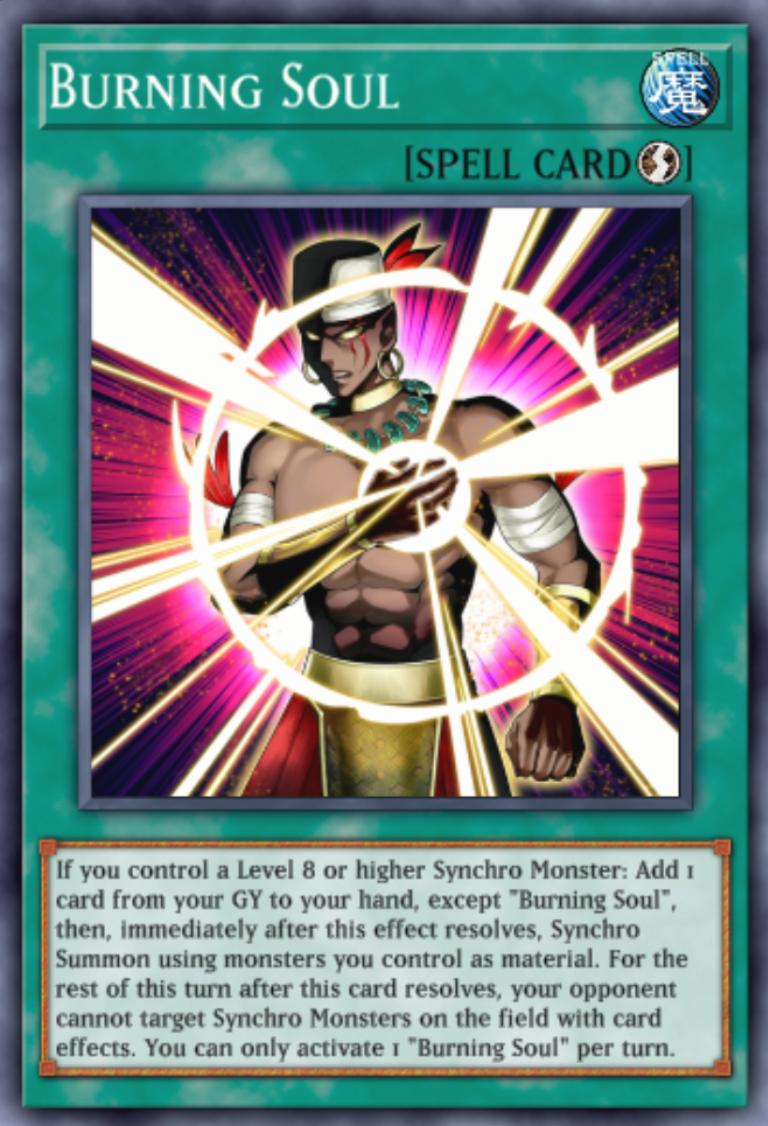 BURNING SOUL
SPELL
魔
[SPELL CARD]
If you control a Level 8 or higher Synchro Monster: Add 1
card from your GY to your hand, except "Burning Soul",
then, immediately after this effect resolves, Synchro
Summon using monsters you control as material. For the
rest of this turn after this card resolves, your opponent
cannot target Synchro Monsters on the field with card
effects. You can only activate 1 "Burning Soul" per turn.